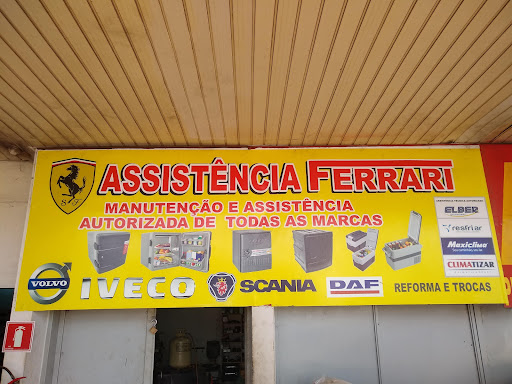 ASSISTÊNCIA FERRARI
S F
MANUTENÇÃO E ASSISTÊNCIA
AUTORIZADA DE TODAS AS MARCAS
ELBER
resfriar
Maxiclima
CLIMATIZAR
VOLVO
IVECO
SCANIA
DAF
REFORMA E TROCAS